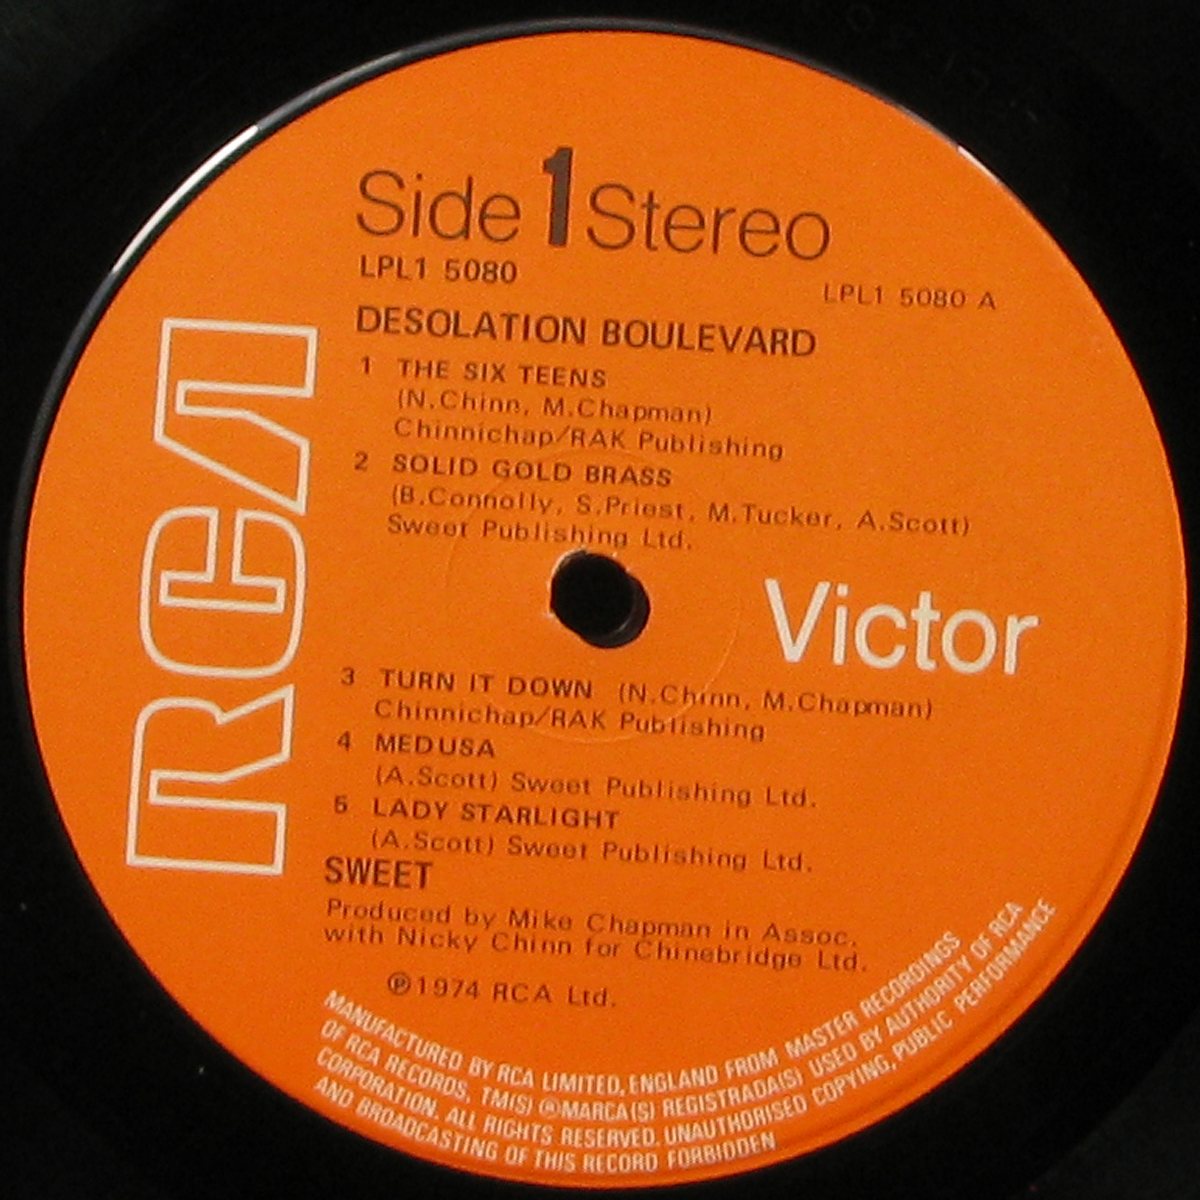 Side 1 Stereo
LPL1 5080
LPL1 5080 A
DESOLATION BOULEVARD
1 THE SIX TEENS
(N.Chinn, M.Chapman)
Chinnichap/RAK Publishing
2 SOLID GOLD BRASS
(B.Connolly, S.Priest, M.Tucker, A.Scott)
Sweet Publishing Ltd.
RCA
Victor
3 TURN IT DOWN (N.Chinn, M.Chapman)
Chinnichap/RAK Publishing
4 MEDUSA
(A.Scott) Sweet Publishing Ltd.
5 LADY STARLIGHT
(A.Scott) Sweet Publishing Ltd.
SWEET
Produced by Mike Chapman in Assoc.
with Nicky Chinn for Chinebridge Ltd.
℗1974 RCA Ltd.
MANUFACTURED BY RCA LIMITED, ENGLAND FROM MASTER RECORDINGS
OF RCA RECORDS, TM(S) ®MARCA(S) REGISTRADA(S) USED BY AUTHORITY OF RCA
CORPORATION. ALL RIGHTS RESERVED. UNAUTHORISED COPYING, PUBLIC PERFORMANCE
AND BROADCASTING OF THIS RECORD FORBIDDEN